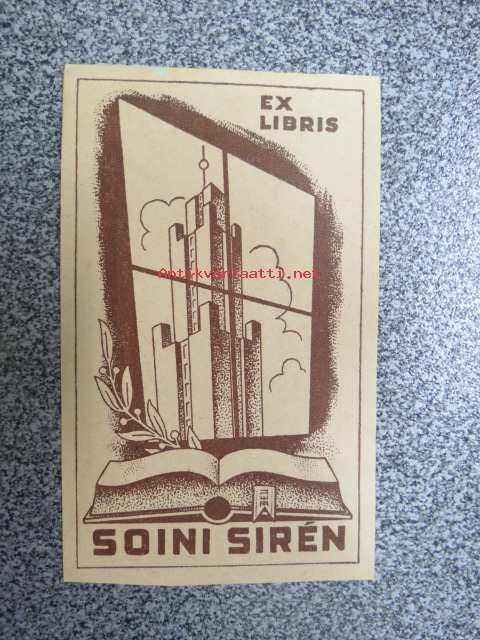 EX
LIBRIS
Antikvariaatti.net
SOINI SIRÉN